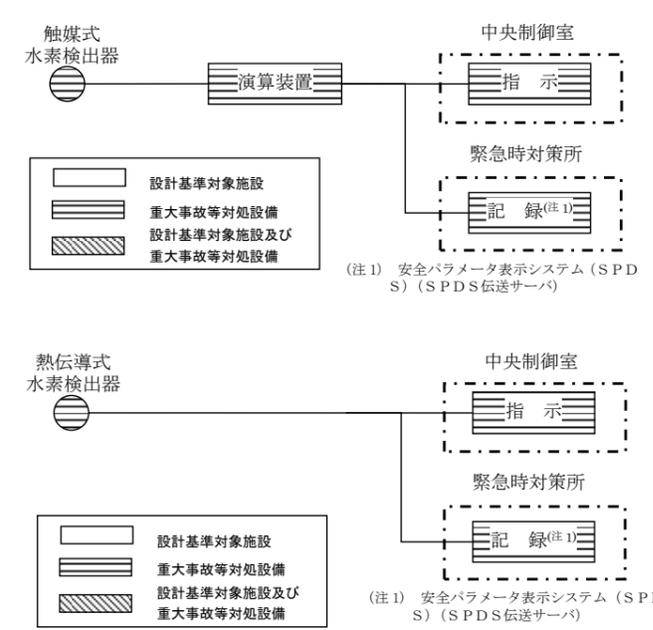 触媒式
水素検出器
演算装置
中央制御室
指　示
緊急時対策所
記　録(注1)
設計基準対象施設
重大事故等対処設備
設計基準対象施設及び
重大事故等対処設備
(注1)　安全パラメータ表示システム（ＳＰＤ
Ｓ）（ＳＰＤＳ伝送サーバ）
熱伝導式
水素検出器
中央制御室
指　示
緊急時対策所
記　録(注1)
設計基準対象施設
重大事故等対処設備
設計基準対象施設及び
重大事故等対処設備
(注1)　安全パラメータ表示システム（ＳＰ
Ｓ）（ＳＰＤＳ伝送サーバ）